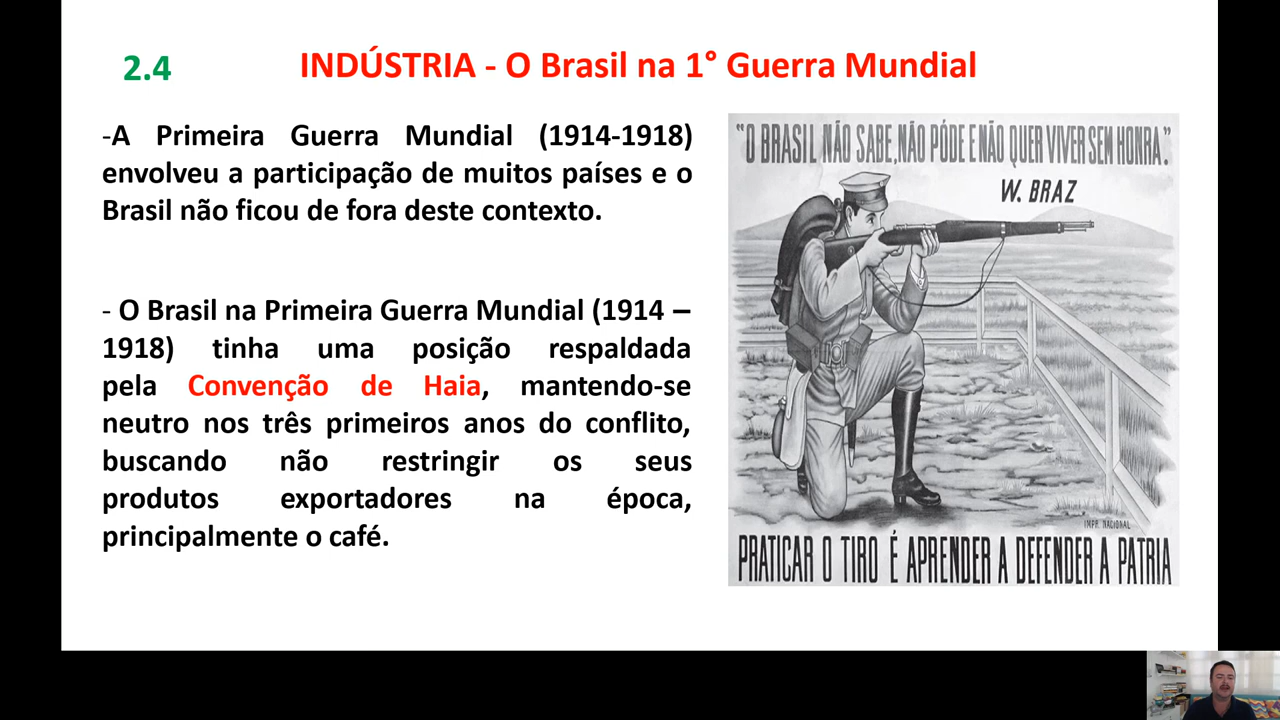 2.4
INDÚSTRIA - O Brasil na 1° Guerra Mundial
-A Primeira Guerra Mundial (1914-1918)
envolveu a participação de muitos países e o
Brasil não ficou de fora deste contexto.
- O Brasil na Primeira Guerra Mundial (1914 –
1918) tinha uma posição respaldada
pela Convenção de Haia, mantendo-se
neutro nos três primeiros anos do conflito,
buscando não restringir os seus
produtos exportadores na época,
principalmente o café.
"O BRASIL NÃO SABE, NÃO PÓDE E NÃO QUER VIVER SEM HONRA."
W. BRAZ
IMPR. NACIONAL
PRATICAR O TIRO É APRENDER A DEFENDER A PATRIA